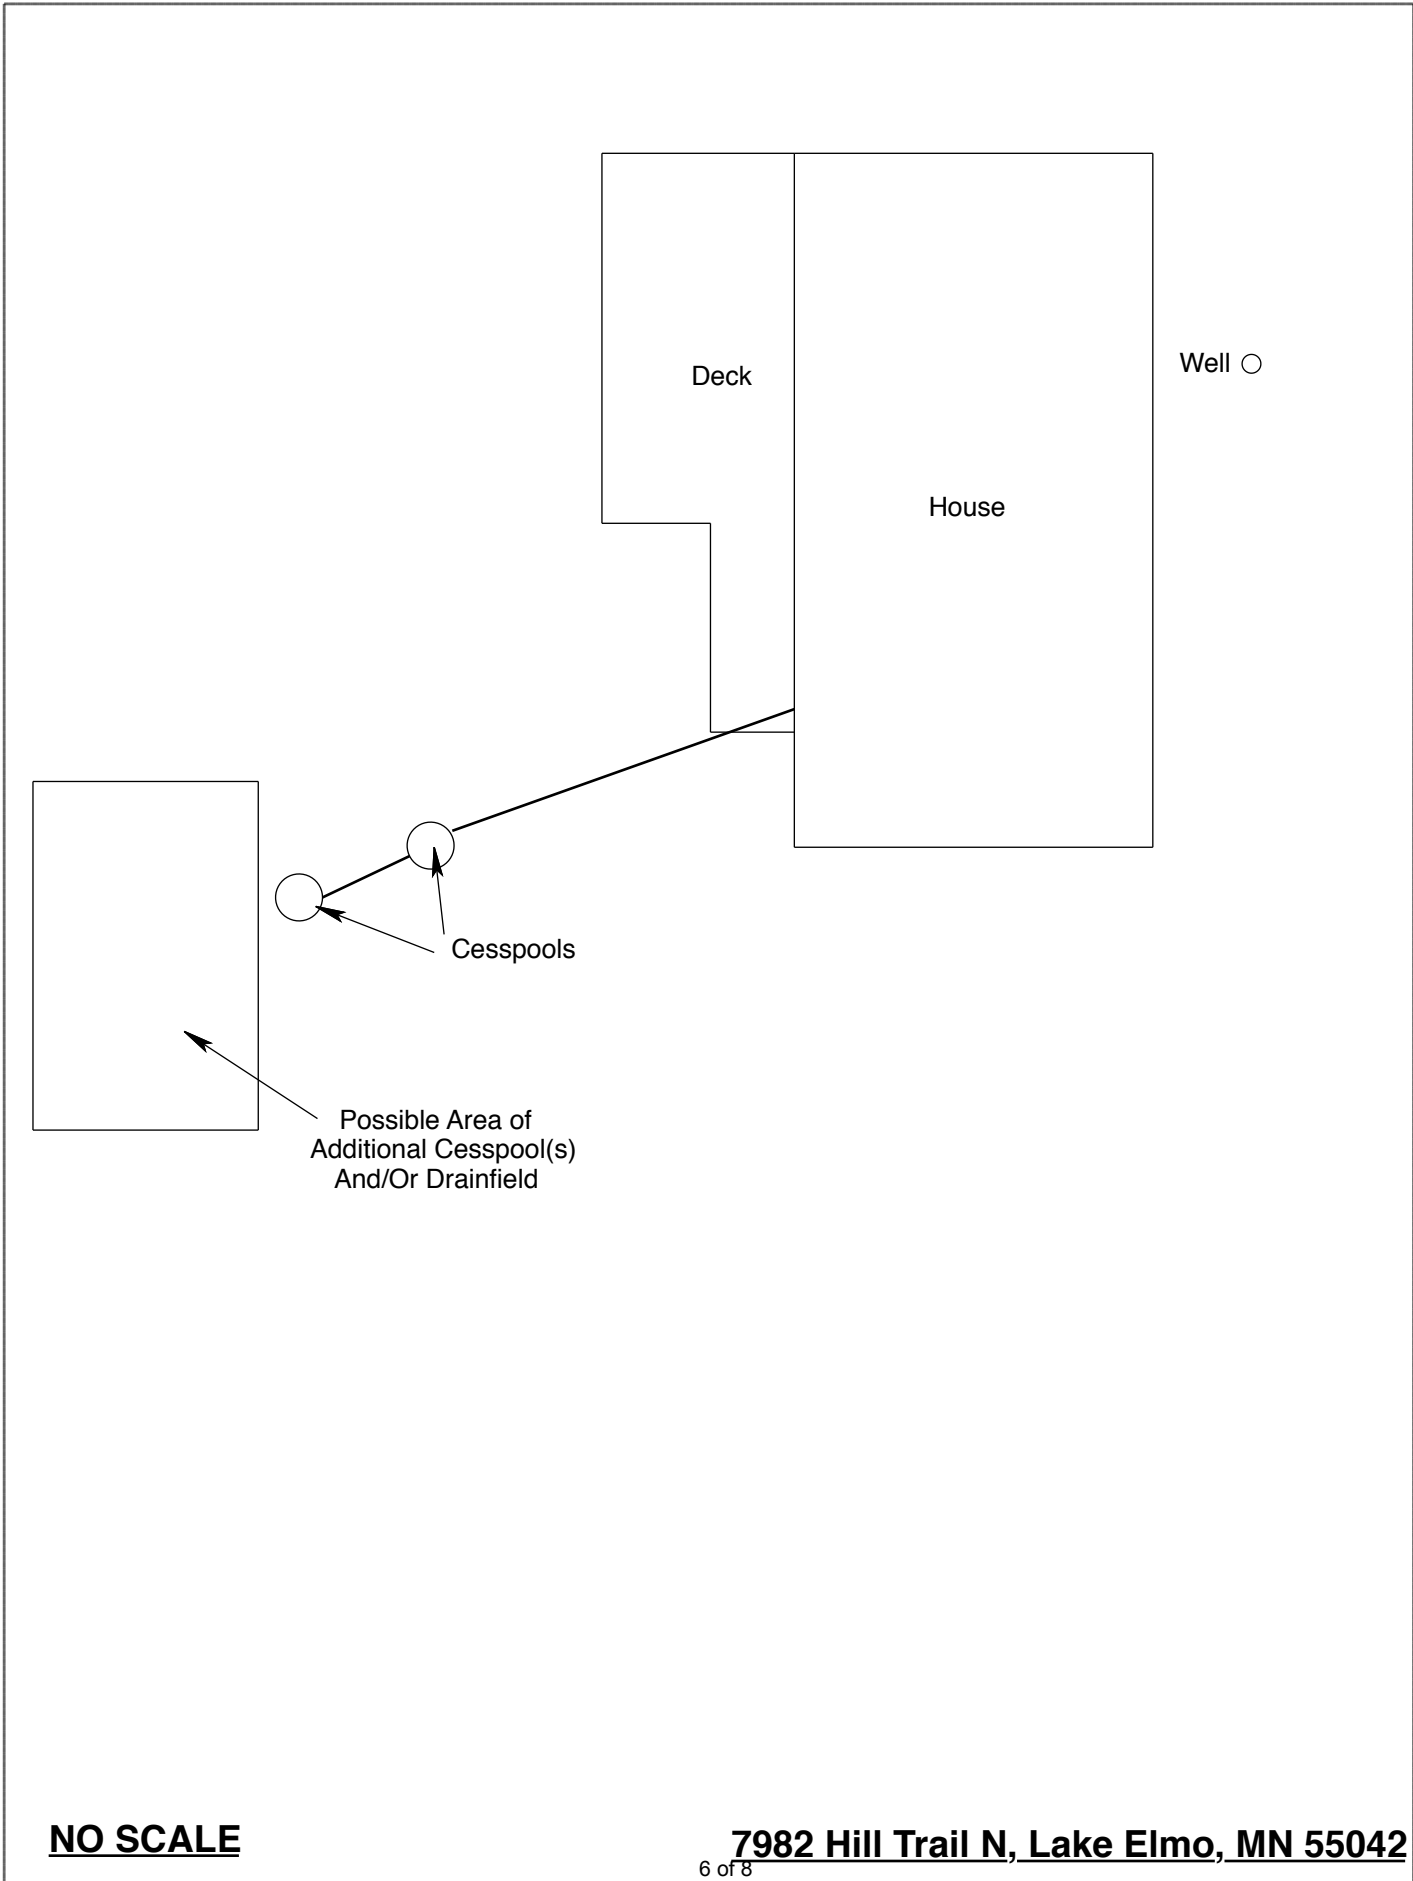 Well
Deck
House
Cesspools
Possible Area of
Additional Cesspool(s)
And/Or Drainfield
NO SCALE
7982 Hill Trail N, Lake Elmo, MN 55042
6 of 8